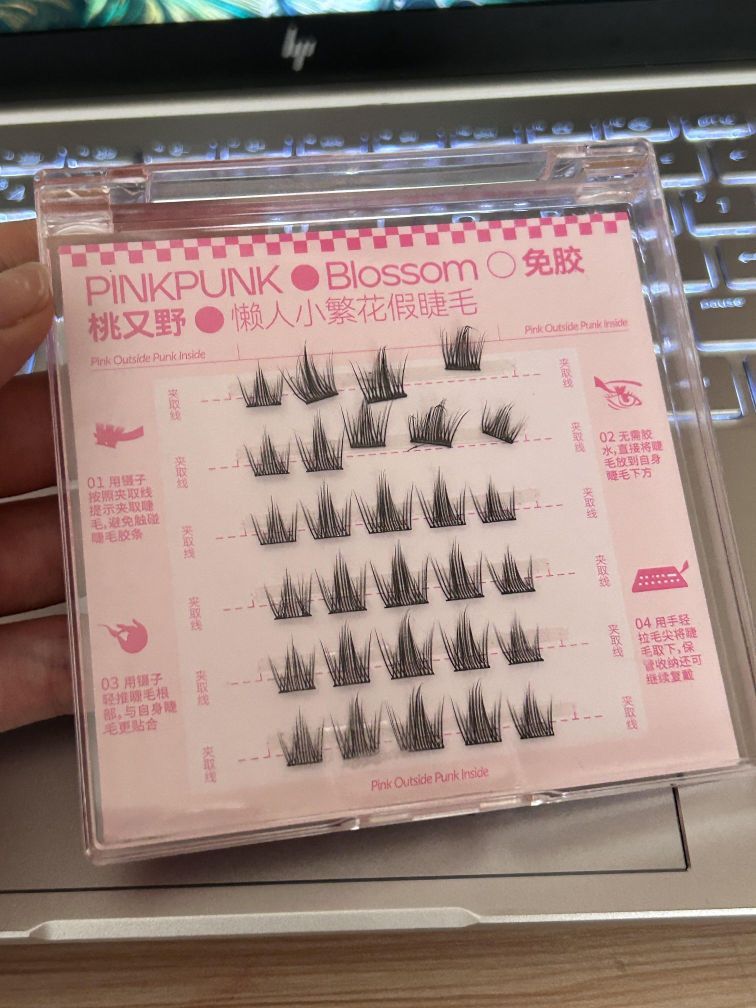 hp
pause
PINKPUNK ● Blossom ○ 免胶
桃又野 ● 懒人小繁花假睫毛
Pink Outside Punk Inside
Pink Outside Punk Inside
夹取线
夹取线
夹取线
夹取线
夹取线
夹取线
夹取线
夹取线
夹取线
夹取线
夹取线
夹取线
01 用镊子
按照夹取线
提示夹取睫
毛,避免触碰
睫毛胶条
02 无需胶
水,直接将睫
毛放到自身
睫毛下方
03 用镊子
轻推睫毛根
部,与自身睫
毛更贴合
04 用手轻
拉毛尖将睫
毛取下,保
管收纳还可
继续复戴
Pink Outside Punk Inside